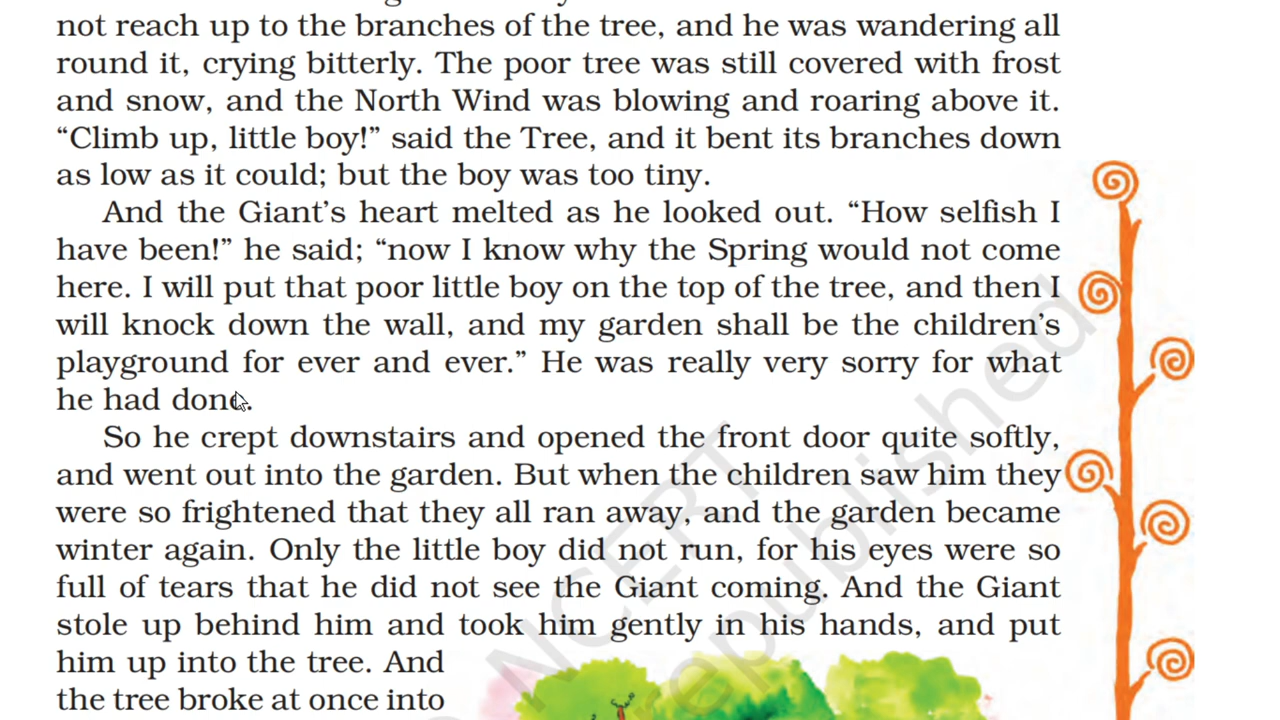 not reach up to the branches of the tree, and he was wandering all
round it, crying bitterly. The poor tree was still covered with frost
and snow, and the North Wind was blowing and roaring above it.
“Climb up, little boy!” said the Tree, and it bent its branches down
as low as it could; but the boy was too tiny.
And the Giant’s heart melted as he looked out. “How selfish I
have been!” he said; “now I know why the Spring would not come
here. I will put that poor little boy on the top of the tree, and then I
will knock down the wall, and my garden shall be the children’s
playground for ever and ever.” He was really very sorry for what
he had done.
So he crept downstairs and opened the front door quite softly,
and went out into the garden. But when the children saw him they
were so frightened that they all ran away, and the garden became
winter again. Only the little boy did not run, for his eyes were so
full of tears that he did not see the Giant coming. And the Giant
stole up behind him and took him gently in his hands, and put
him up into the tree. And
the tree broke at once into
NCERT
republished